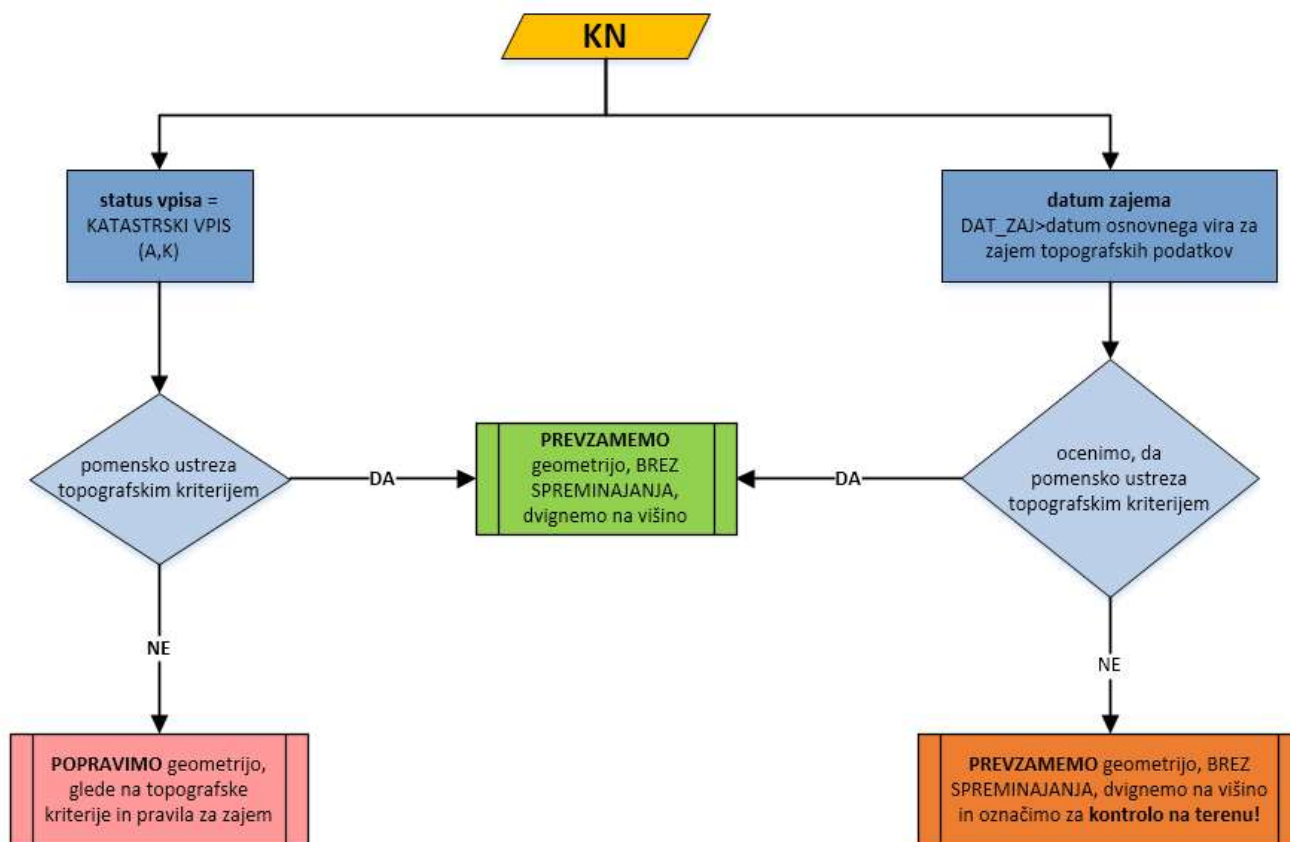 KN
status vpisa =
KATASTRSKI VPIS
(A,K)
datum zajema
DAT_ZAJ>datum osnovnega vira za
zajem topografskih podatkov
pomensko ustreza
topografskim kriterijem
DA
PREVZAMEMO
geometrijo, BREZ
SPREMINAJANJA,
dvignemo na višino
DA
ocenimo, da
pomensko ustreza
topografskim kriterijem
NE
NE
POPRAVIMO geometrijo,
glede na topografske
kriterije in pravila za zajem
PREVZAMEMO geometrijo, BREZ
SPREMINAJANJA, dvignemo na višino
in označimo za kontrolo na terenu!